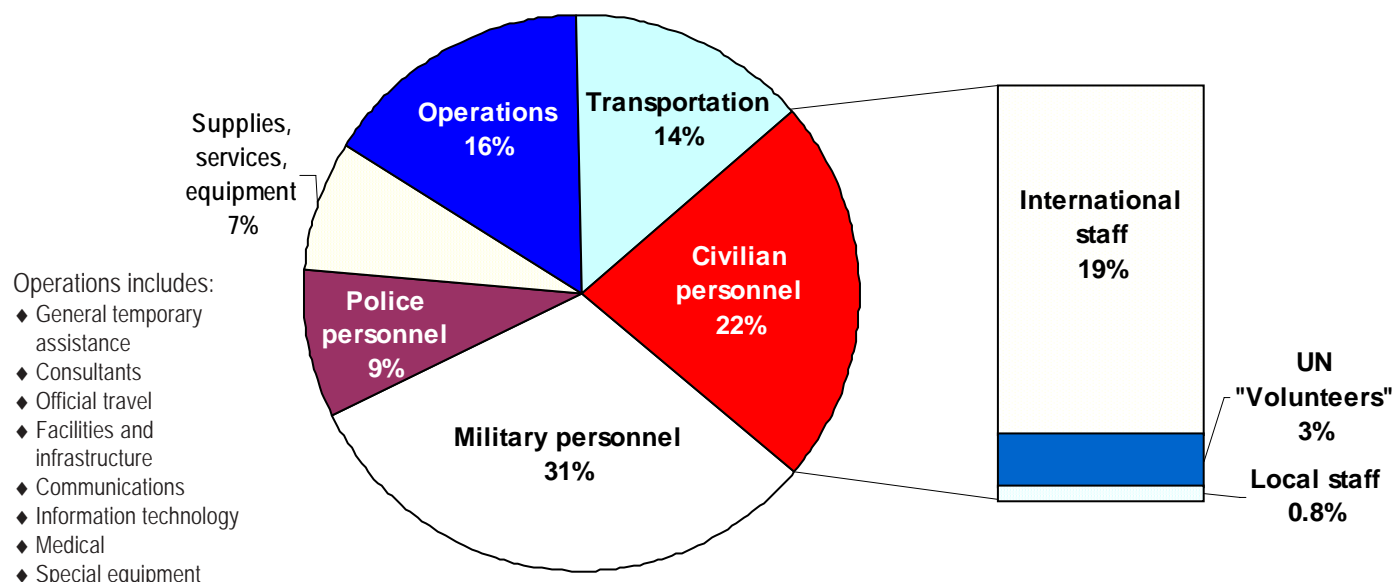 Supplies,
services,
equipment
7%
Operations
16%
Transportation
14%
Civilian
personnel
22%
Police
personnel
9%
Military personnel
31%
International
staff
19%
UN
"Volunteers"
3%
Local staff
0.8%
Operations includes:
♦ General temporary
assistance
♦ Consultants
♦ Official travel
♦ Facilities and
infrastructure
♦ Communications
♦ Information technology
♦ Medical
♦ Special equipment